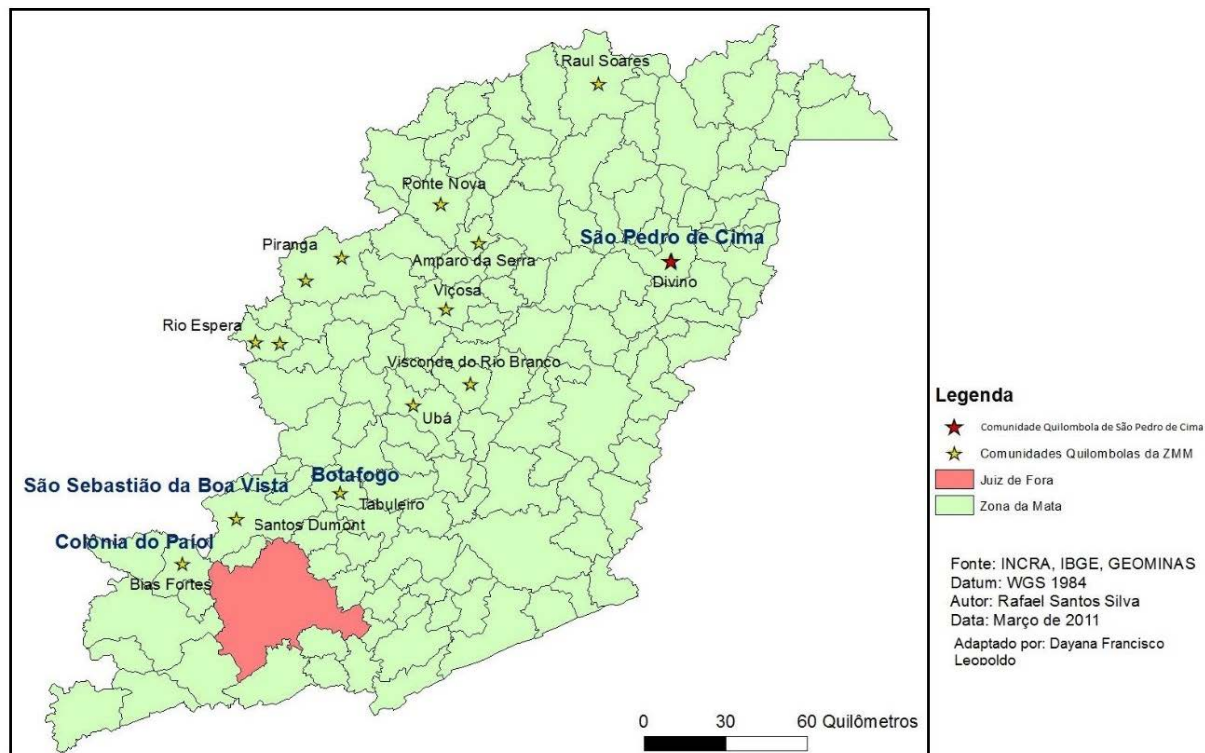 Raul Soares
Ponte Nova
São Pedro de Cima
Piranga
Amparo da Serra
Divino
Viçosa
Rio Espera
Visconde do Rio Branco
Ubá
Botafogo
São Sebastião da Boa Vista
Tabuleiro
Santos Dumont
Colônia do Paíol
Bias Fortes
0 30 60 Quilômetros
Legenda
Comunidade Quilombola de São Pedro de Cima
Comunidades Quilombolas da ZMM
Juiz de Fora
Zona da Mata
Fonte: INCRA, IBGE, GEOMINAS
Datum: WGS 1984
Autor: Rafael Santos Silva
Data: Março de 2011
Adaptado por: Dayana Francisco
Leopoldo